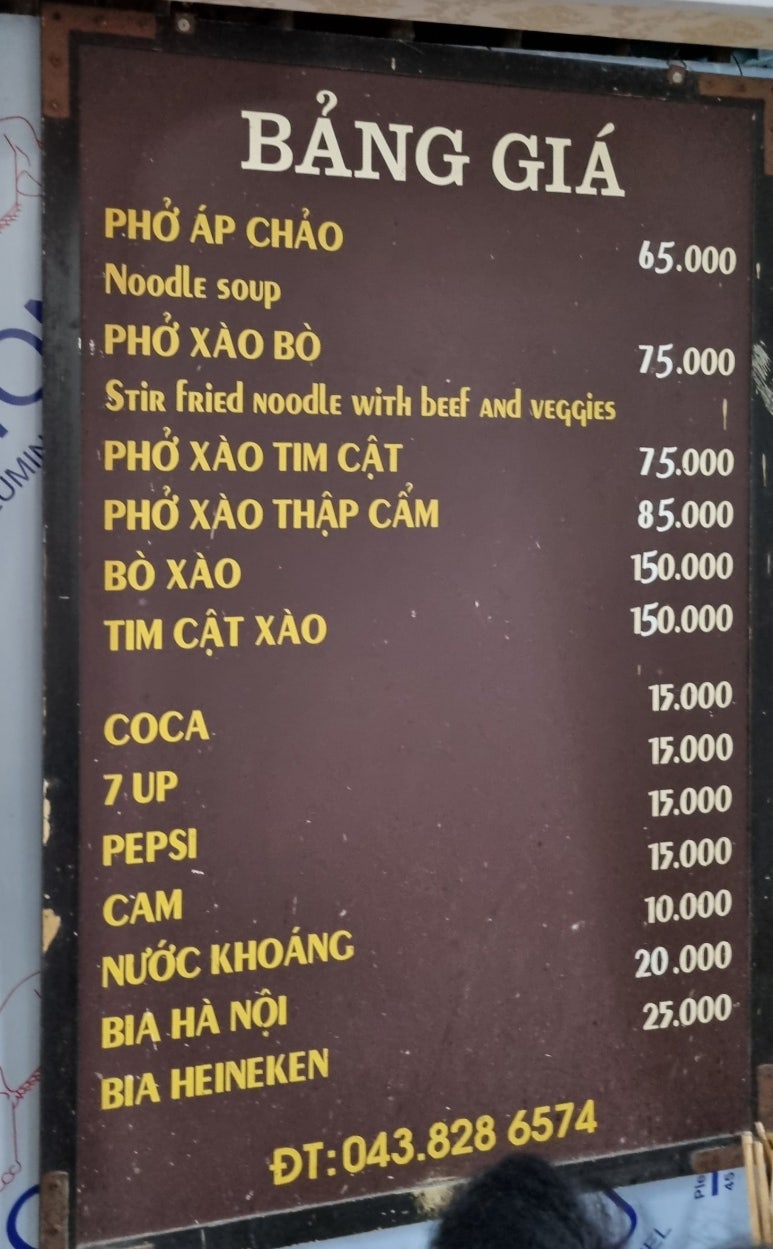 BẢNG GIÁ
PHỞ ÁP CHẢO 65.000
Noodle soup
PHỞ XÀO BÒ 75.000
Stir fried noodle with beef and veggies
PHỞ XÀO TIM CẬT 75.000
PHỞ XÀO THẬP CẨM 85.000
BÒ XÀO 150.000
TIM CẬT XÀO 150.000
COCA 15.000
7 UP 15.000
PEPSI 15.000
CAM 15.000
NƯỚC KHOÁNG 10.000
BIA HÀ NỘI 20.000
BIA HEINEKEN 25.000
ĐT: 043.828 6574